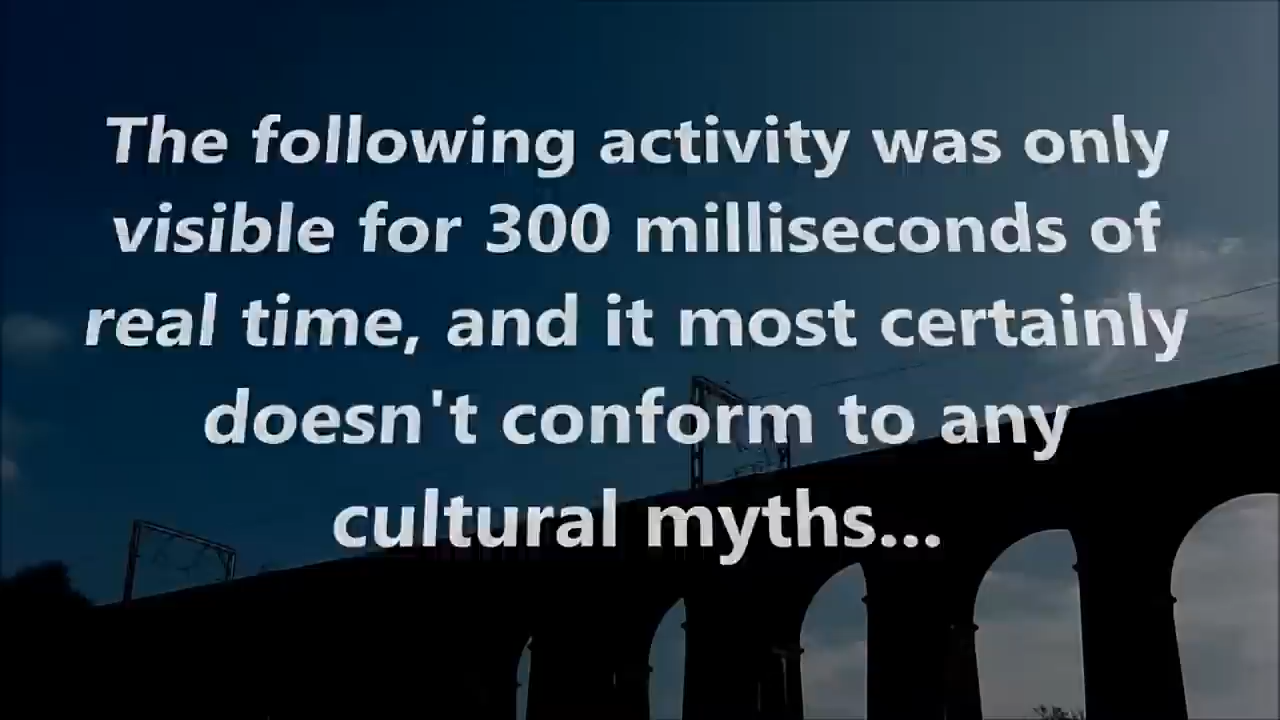 The following activity was only
visible for 300 milliseconds of
real time, and it most certainly
doesn't conform to any
cultural myths...